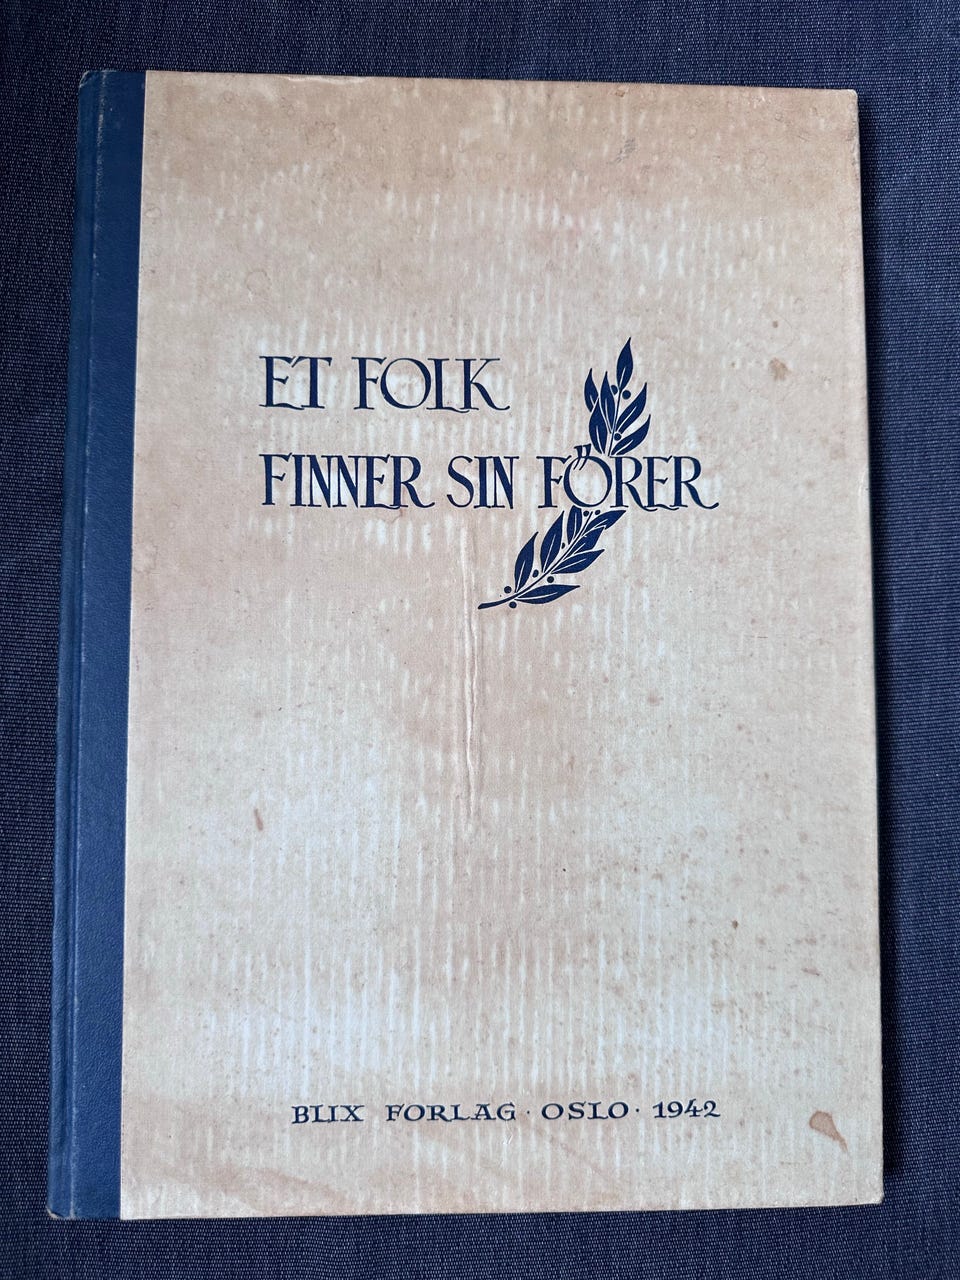 ET FOLK
FINNER SIN FÖRER
BLIX FORLAG · OSLO · 1942